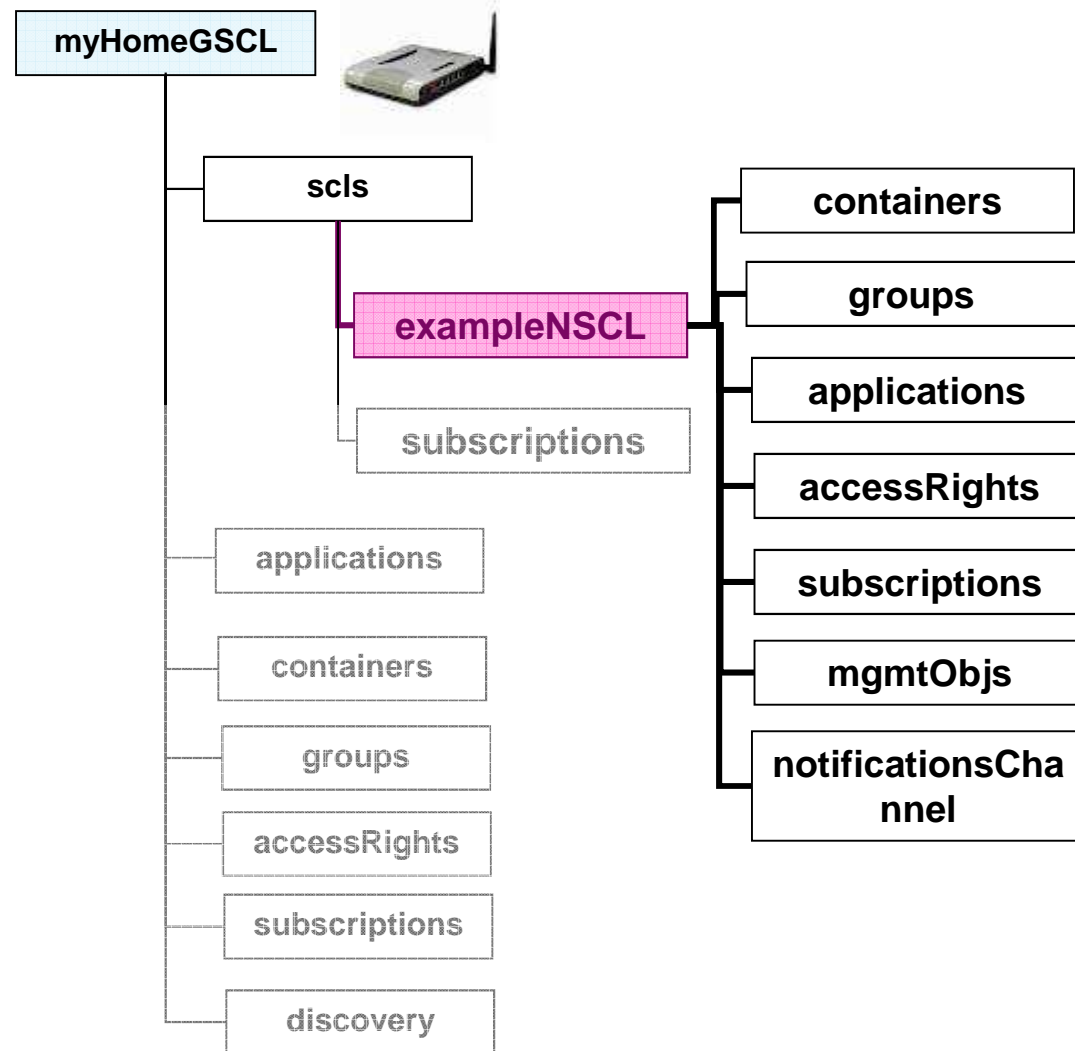 myHomeGSCL
scls
exampleNSCL
subscriptions
applications
containers
groups
accessRights
subscriptions
discovery
containers
groups
applications
accessRights
subscriptions
mgmtObjs
notificationsCha
nnel